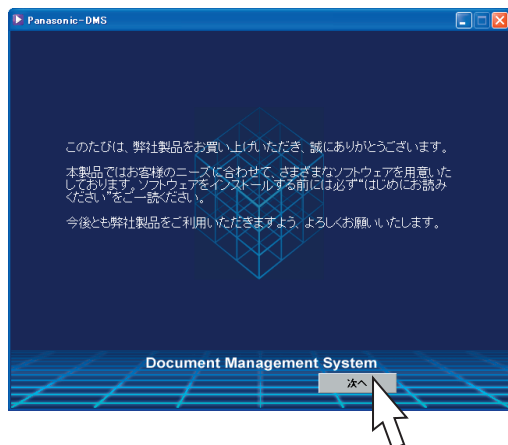 Panasonic-DMS
このたびは、弊社製品をお買い上げいただき、誠にありがとうございます。
本製品ではお客様のニーズに合わせて、さまざまなソフトウェアを用意いた
しております。ソフトウェアをインストールする前には必ず“はじめにお読み
ください”をご一読ください。
今後とも弊社製品をご利用いただきますよう、よろしくお願いいたします。
Document Management System
次へ